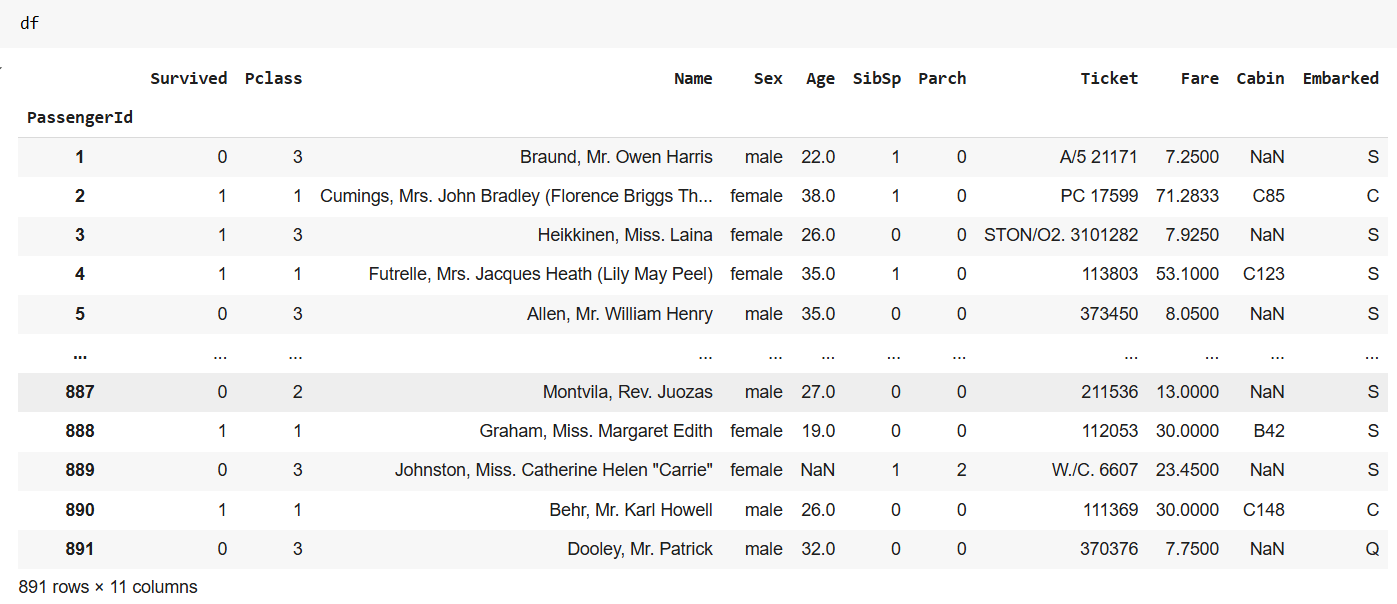 df
Survived Pclass Name Sex Age SibSp Parch Ticket Fare Cabin Embarked
PassengerId
1 0 3 Braund, Mr. Owen Harris male 22.0 1 0 A/5 21171 7.2500 NaN S
2 1 1 Cumings, Mrs. John Bradley (Florence Briggs Th... female 38.0 1 0 PC 17599 71.2833 C85 C
3 1 3 Heikkinen, Miss. Laina female 26.0 0 0 STON/O2. 3101282 7.9250 NaN S
4 1 1 Futrelle, Mrs. Jacques Heath (Lily May Peel) female 35.0 1 0 113803 53.1000 C123 S
5 0 3 Allen, Mr. William Henry male 35.0 0 0 373450 8.0500 NaN S
... ... ... ... ... ... ... ... ... ... ... ...
887 0 2 Montvila, Rev. Juozas male 27.0 0 0 211536 13.0000 NaN S
888 1 1 Graham, Miss. Margaret Edith female 19.0 0 0 112053 30.0000 B42 S
889 0 3 Johnston, Miss. Catherine Helen "Carrie" female NaN 1 2 W./C. 6607 23.4500 NaN S
890 1 1 Behr, Mr. Karl Howell male 26.0 0 0 111369 30.0000 C148 C
891 0 3 Dooley, Mr. Patrick male 32.0 0 0 370376 7.7500 NaN Q
891 rows × 11 columns